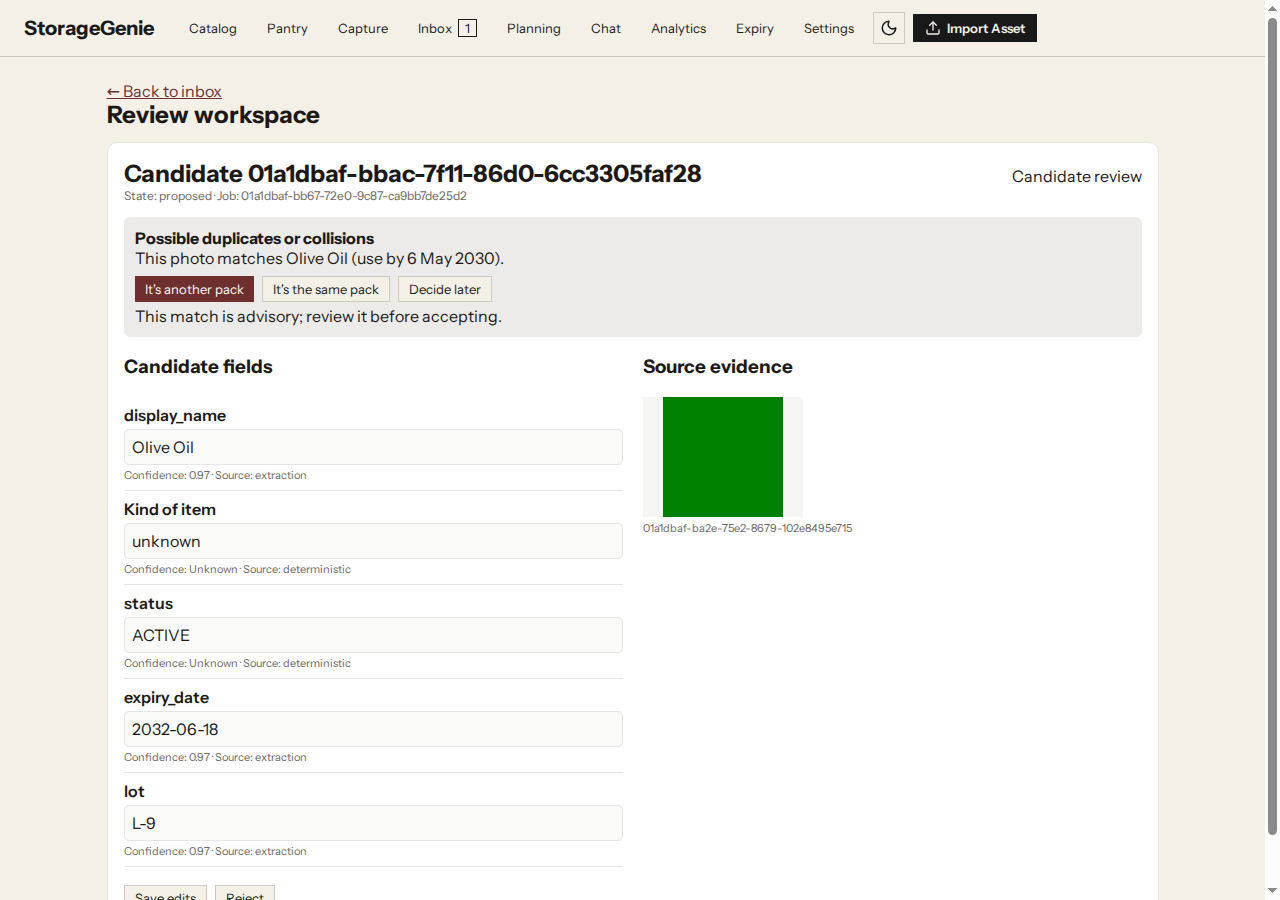 StorageGenie Catalog Pantry Capture Inbox 1 Planning Chat Analytics Expiry Settings Import Asset
← Back to inbox
Review workspace
Candidate 01a1dbaf-bbac-7f11-86d0-6cc3305faf28
Candidate review
State: proposed · Job: 01a1dbaf-bb67-72e0-9c87-ca9bb7de25d2
Possible duplicates or collisions
This photo matches Olive Oil (use by 6 May 2030).
It's another pack It's the same pack Decide later
This match is advisory; review it before accepting.
Candidate fields
display_name
Olive Oil
Confidence: 0.97 · Source: extraction
Kind of item
unknown
Confidence: Unknown · Source: deterministic
status
ACTIVE
Confidence: Unknown · Source: deterministic
expiry_date
2032-06-18
Confidence: 0.97 · Source: extraction
lot
L-9
Confidence: 0.97 · Source: extraction
Save edits Reject
Source evidence
01a1dbaf-ba2e-75e2-8679-102e8495e715